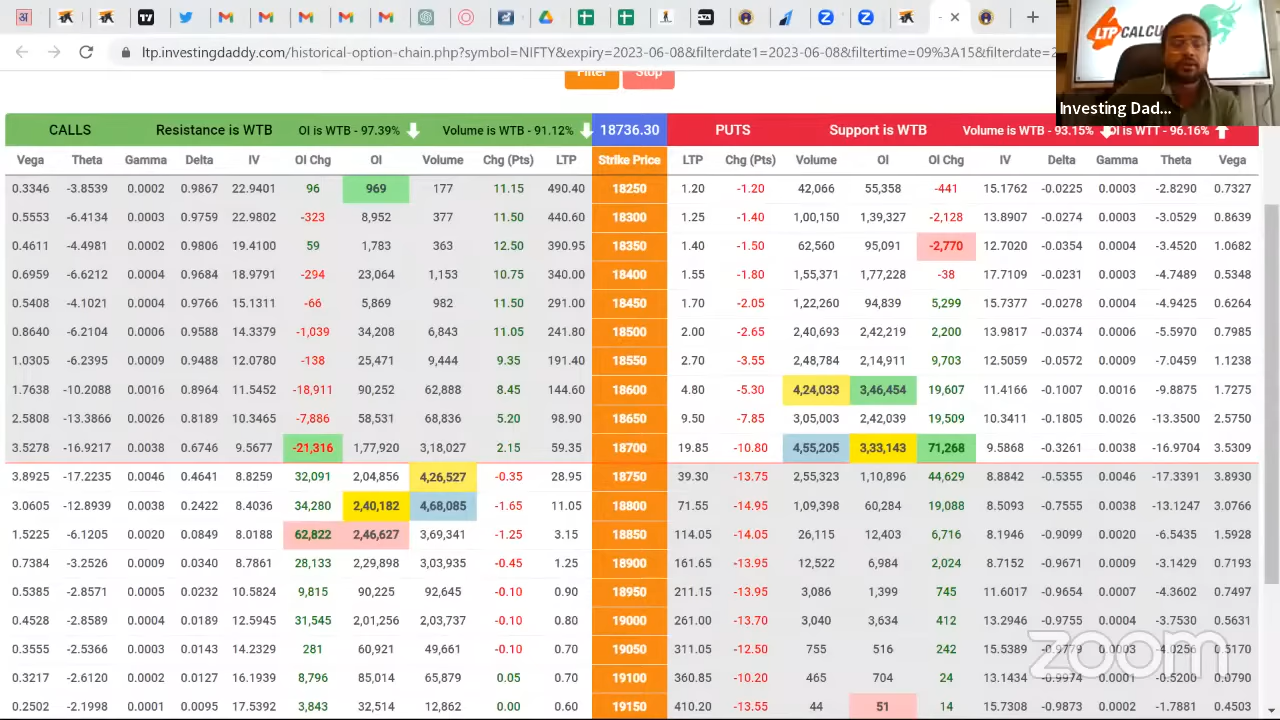 ltp.investingdaddy.com/historical-option-chain.php?symbol=NIFTY&expiry=2023-06-08&filterdate1=2023-06-08&filtertime=09%3A15&filterdate=2
LTP CALCU
Investing Dad...
Filter Stop
CALLS Resistance is WTB OI is WTB - 97.39% Volume is WTB - 91.12% 18736.30 PUTS Support is WTB Volume is WTB - 93.15% OI is WTT - 96.16%
Vega Theta Gamma Delta IV OI Chg OI Volume Chg (Pts) LTP Strike Price LTP Chg (Pts) Volume OI OI Chg IV Delta Gamma Theta Vega
0.3346 -3.8539 0.0002 0.9867 22.9401 96 969 177 11.15 490.40 18250 1.20 -1.20 42,066 55,358 -441 15.1762 -0.0225 0.0003 -2.8290 0.7327
0.5553 -6.4134 0.0003 0.9759 22.9802 -323 8,952 377 11.50 440.60 18300 1.25 -1.40 1,00,150 1,39,327 -2,128 13.8907 -0.0274 0.0003 -3.0529 0.8639
0.4611 -4.4981 0.0002 0.9806 19.4100 59 1,783 363 12.50 390.95 18350 1.40 -1.50 62,560 95,091 -2,770 12.7020 -0.0354 0.0004 -3.4520 1.0682
0.6959 -6.6212 0.0004 0.9684 18.9791 -294 23,064 1,153 10.75 340.00 18400 1.55 -1.80 1,55,371 1,77,228 -38 17.7109 -0.0231 0.0003 -4.7489 0.5348
0.5408 -4.1021 0.0004 0.9766 15.1311 -66 5,869 982 11.50 291.00 18450 1.70 -2.05 1,22,260 94,839 5,299 15.7377 -0.0278 0.0004 -4.9425 0.6264
0.8640 -6.2104 0.0006 0.9588 14.3379 -1,039 34,208 6,843 11.05 241.80 18500 2.00 -2.65 2,40,693 2,42,219 2,200 13.9817 -0.0374 0.0006 -5.5970 0.7985
1.0305 -6.2395 0.0009 0.9488 12.0780 -138 25,471 9,444 9.35 191.40 18550 2.70 -3.55 2,48,784 2,14,911 9,703 12.5059 -0.0572 0.0009 -7.0459 1.1238
1.7638 -10.2088 0.0016 0.8964 11.5452 -18,911 90,252 62,888 8.45 144.60 18600 4.80 -5.30 4,24,033 3,46,454 19,607 11.4166 -0.1007 0.0016 -9.8875 1.7275
2.5808 -13.3866 0.0026 0.8189 10.3465 -7,886 58,531 68,836 5.20 98.90 18650 9.50 -7.85 3,05,003 2,42,039 19,509 10.3411 -0.1805 0.0026 -13.3500 2.5750
3.5278 -16.9217 0.0038 0.6746 9.5677 -21,316 1,77,920 3,18,027 2.15 59.35 18700 19.85 -10.80 4,55,205 3,33,143 71,268 9.5868 -0.3261 0.0038 -16.9704 3.5309
3.8925 -17.2235 0.0046 0.4641 8.8259 32,091 2,04,856 4,26,527 -0.35 28.95 18750 39.30 -13.75 2,55,323 1,10,896 44,629 8.8842 -0.5355 0.0046 -17.3391 3.8930
3.0605 -12.8939 0.0038 0.2422 8.4036 34,280 2,40,182 4,68,085 -1.65 11.05 18800 71.55 -14.95 1,09,398 60,284 19,088 8.5093 -0.7555 0.0038 -13.1247 3.0766
1.5225 -6.1205 0.0020 0.0849 8.0188 62,822 2,46,627 3,69,341 -1.25 3.15 18850 114.05 -14.05 26,115 12,403 6,716 8.1946 -0.9099 0.0020 -6.5435 1.5928
0.7384 -3.2526 0.0009 0.0340 8.7861 28,133 2,29,898 3,03,935 -0.45 1.25 18900 161.65 -13.95 12,522 6,984 2,024 8.7152 -0.9671 0.0009 -3.1429 0.7193
0.5385 -2.8571 0.0005 0.0232 10.5824 9,815 90,225 92,645 -0.10 0.90 18950 211.15 -13.95 3,086 1,399 745 11.6017 -0.9654 0.0007 -4.3602 0.7497
0.4528 -2.8589 0.0004 0.0189 12.5945 31,545 2,01,256 2,03,737 -0.10 0.80 19000 261.00 -13.70 3,040 3,634 412 13.2946 -0.9755 0.0004 -3.7530 0.5631
0.3555 -2.5366 0.0003 0.0143 14.2329 281 60,921 49,661 -0.10 0.70 19050 311.05 -12.50 755 516 242 15.5389 -0.9779 0.0003 -4.0256 0.5170
0.3217 -2.6120 0.0002 0.0127 16.1939 8,796 85,014 65,879 0.05 0.70 19100 360.85 -10.20 465 704 24 13.1434 -0.9974 0.0001 -0.5200 0.0790
0.2502 -2.1998 0.0001 0.0097 17.5732 3,843 32,514 12,862 0.00 0.60 19150 410.20 -13.55 44 51 14 15.7308 -0.9873 0.0002 -1.7881 0.4503
zoom